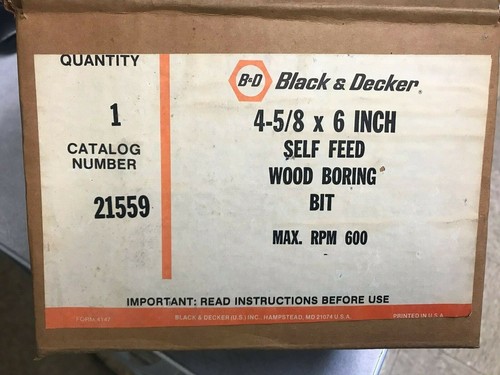 QUANTITY
1
CATALOG
NUMBER
21559
B&D Black & Decker
4-5/8 x 6 INCH
SELF FEED
WOOD BORING
BIT
MAX. RPM 600
IMPORTANT: READ INSTRUCTIONS BEFORE USE
BLACK & DECKER (U.S.) INC. HAMPSTEAD, MD 21074 U.S.A. PRINTED IN U.S.A.